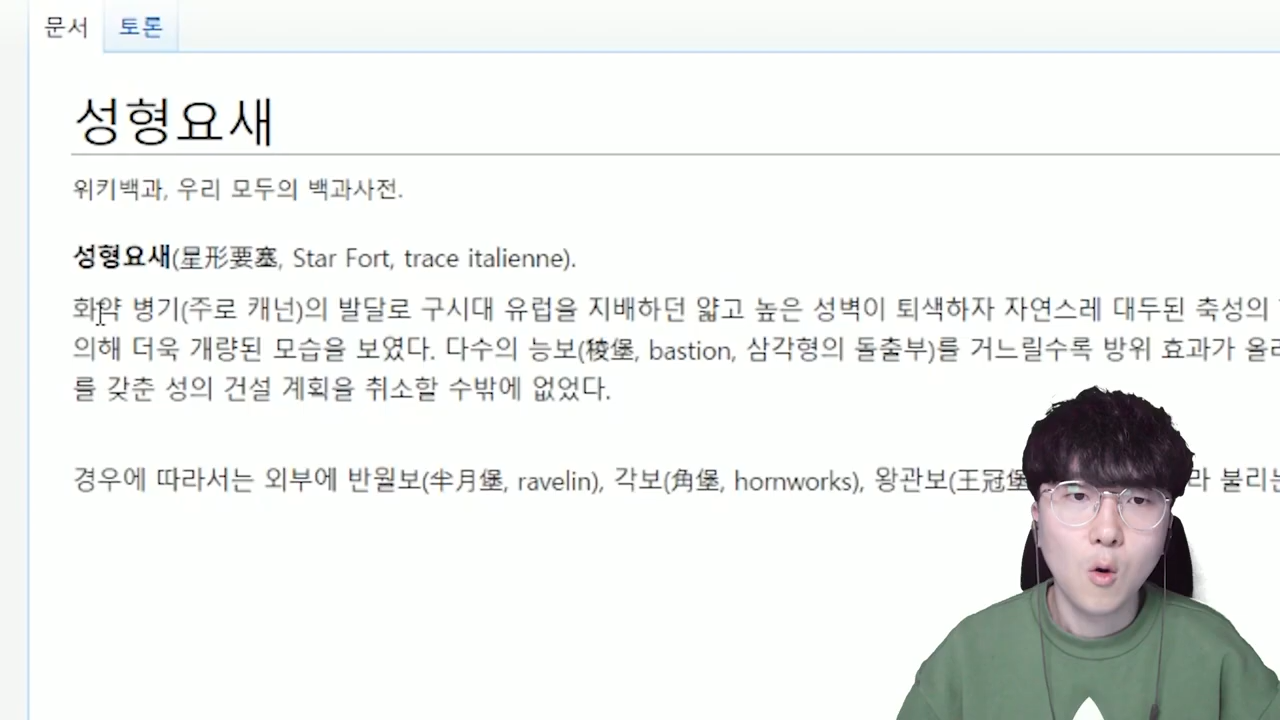 문서 토론
성형요새
위키백과, 우리 모두의 백과사전.
성형요새(星形要塞, Star Fort, trace italienne).
화약 병기(주로 캐넌)의 발달로 구시대 유럽을 지배하던 얇고 높은 성벽이 퇴색하자 자연스레 대두된 축성의
의해 더욱 개량된 모습을 보였다. 다수의 능보(稜堡, bastion, 삼각형의 돌출부)를 거느릴수록 방위 효과가
를 갖춘 성의 건설 계획을 취소할 수밖에 없었다.
경우에 따라서는 외부에 반월보(半月堡, ravelin), 각보(角堡, hornworks), 왕관보(王冠堡 라 불리는